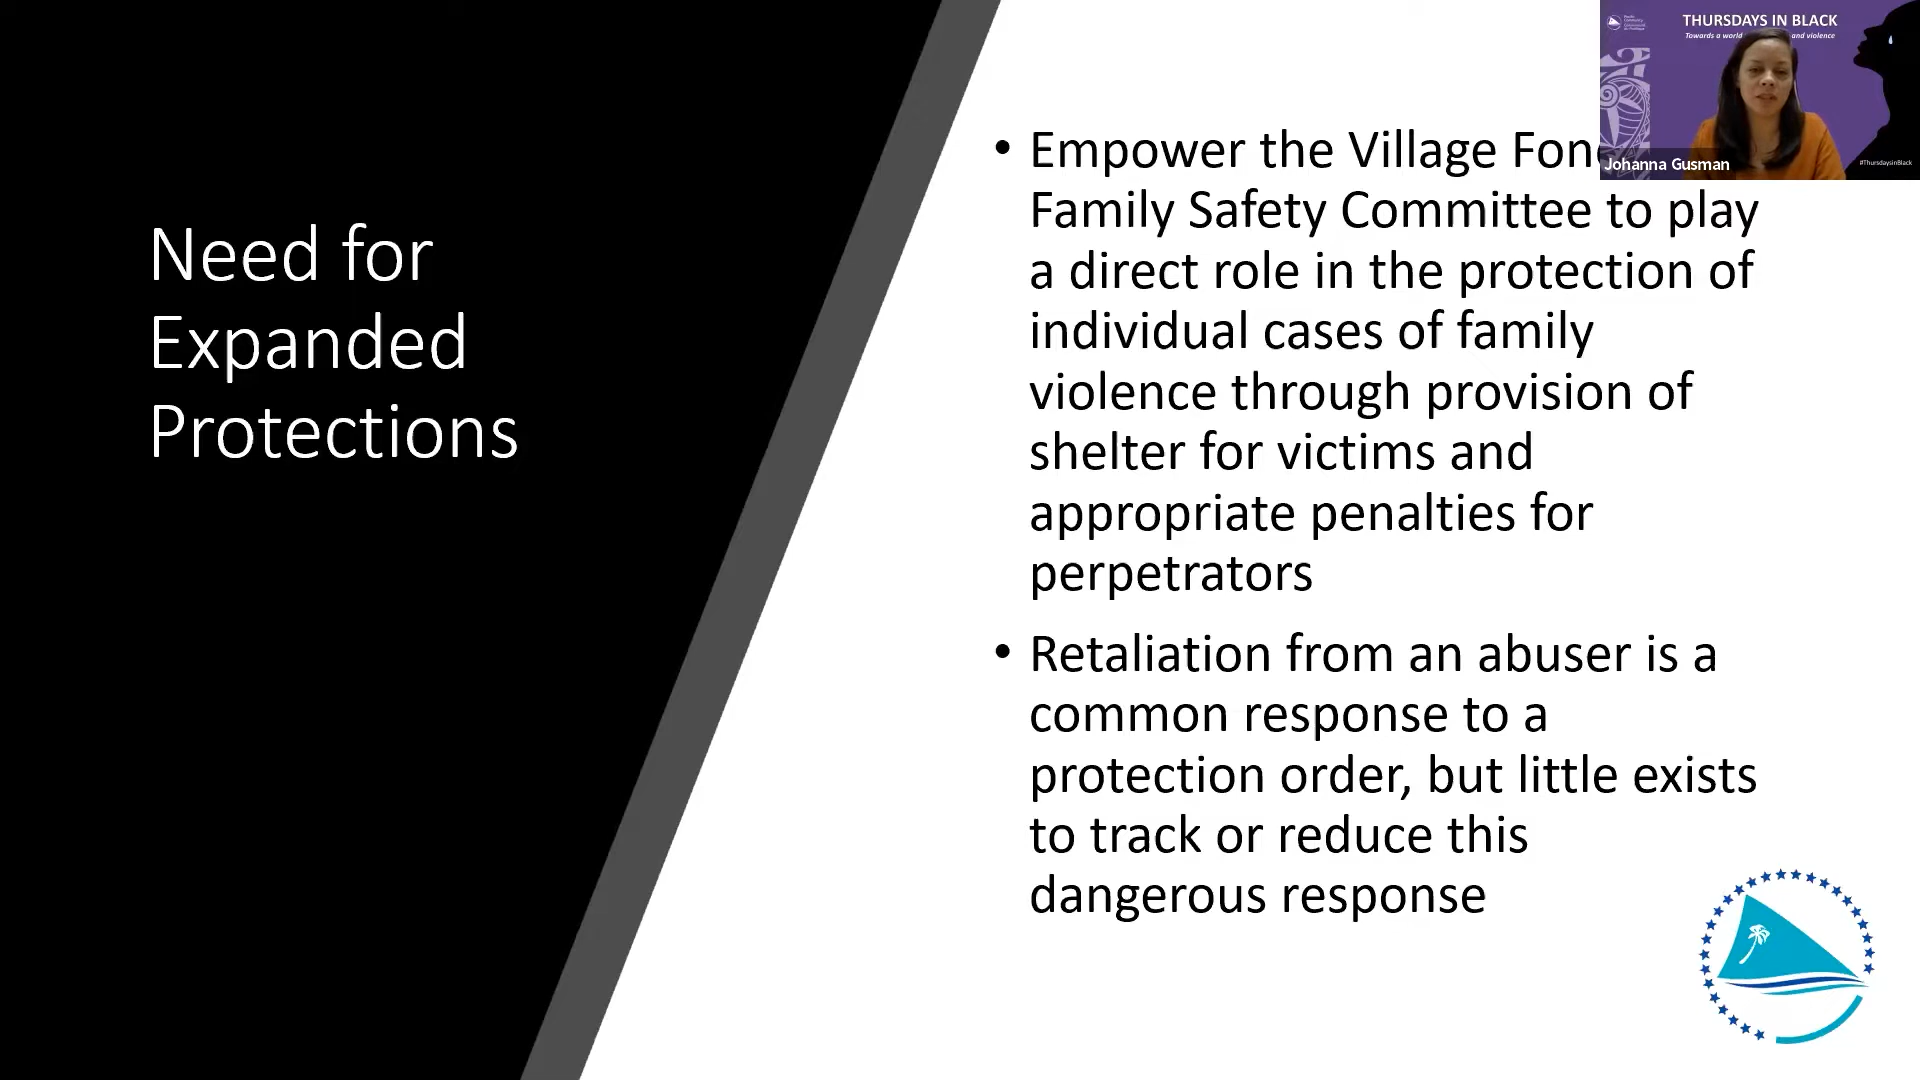 Need for
Expanded
Protections
• Empower the Village
Family Safety Committee to play
a direct role in the protection of
individual cases of family
violence through provision of
shelter for victims and
appropriate penalties for
perpetrators
• Retaliation from an abuser is a
common response to a
protection order, but little exists
to track or reduce this
dangerous response
THURSDAYS IN BLACK
Towards a world and violence
Johanna Gusman
#ThursdaysinBlack